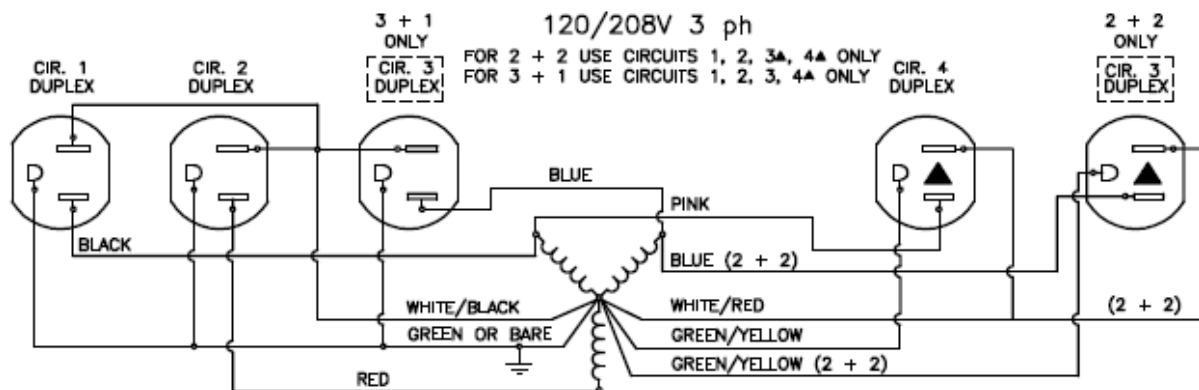 120/208V 3 ph
FOR 2 + 2 USE CIRCUITS 1, 2, 3▲, 4▲ ONLY
FOR 3 + 1 USE CIRCUITS 1, 2, 3, 4▲ ONLY
CIR. 1
DUPLEX
CIR. 2
DUPLEX
3 + 1
ONLY
CIR. 3
DUPLEX
CIR. 4
DUPLEX
2 + 2
ONLY
CIR. 3
DUPLEX
BLUE
PINK
BLACK
BLUE (2 + 2)
WHITE/BLACK
WHITE/RED
(2 + 2)
GREEN OR BARE
GREEN/YELLOW
GREEN/YELLOW (2 + 2)
RED